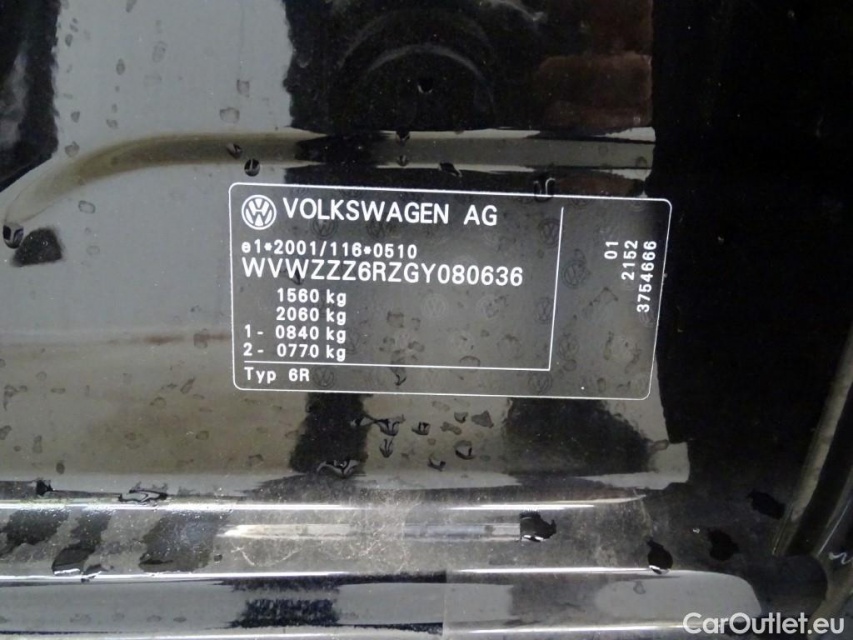 VOLKSWAGEN AG
e1*2001/116*0510
WVWZZZ6RZGY080636
1560 kg
2060 kg
1- 0840 kg
2- 0770 kg
Typ 6R
01
2152
3754666
CarOutlet.eu